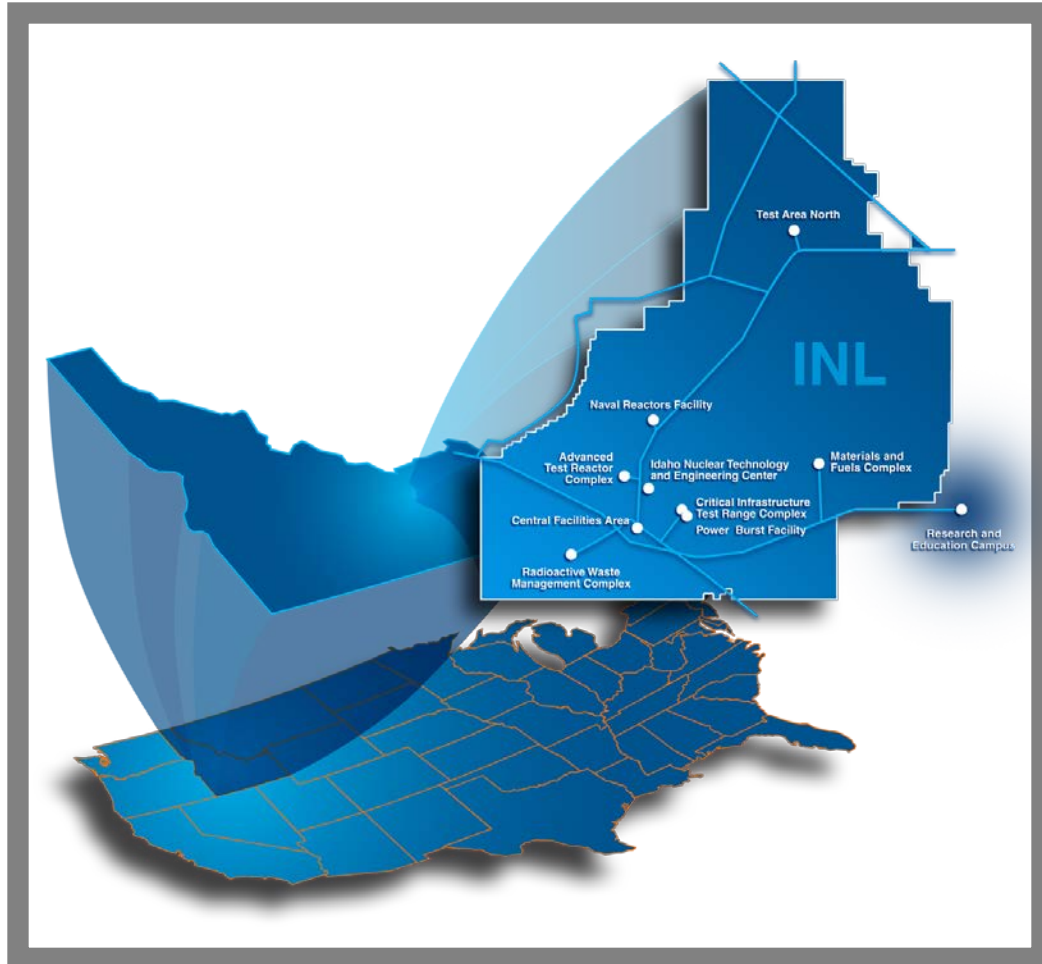 Test Area North
INL
Naval Reactors Facility
Advanced
Test Reactor
Complex
Idaho Nuclear Technology
and Engineering Center
Materials and
Fuels Complex
Critical Infrastructure
Test Range Complex
Central Facilities Area
Power Burst Facility
Research and
Education Campus
Radioactive Waste
Management Complex